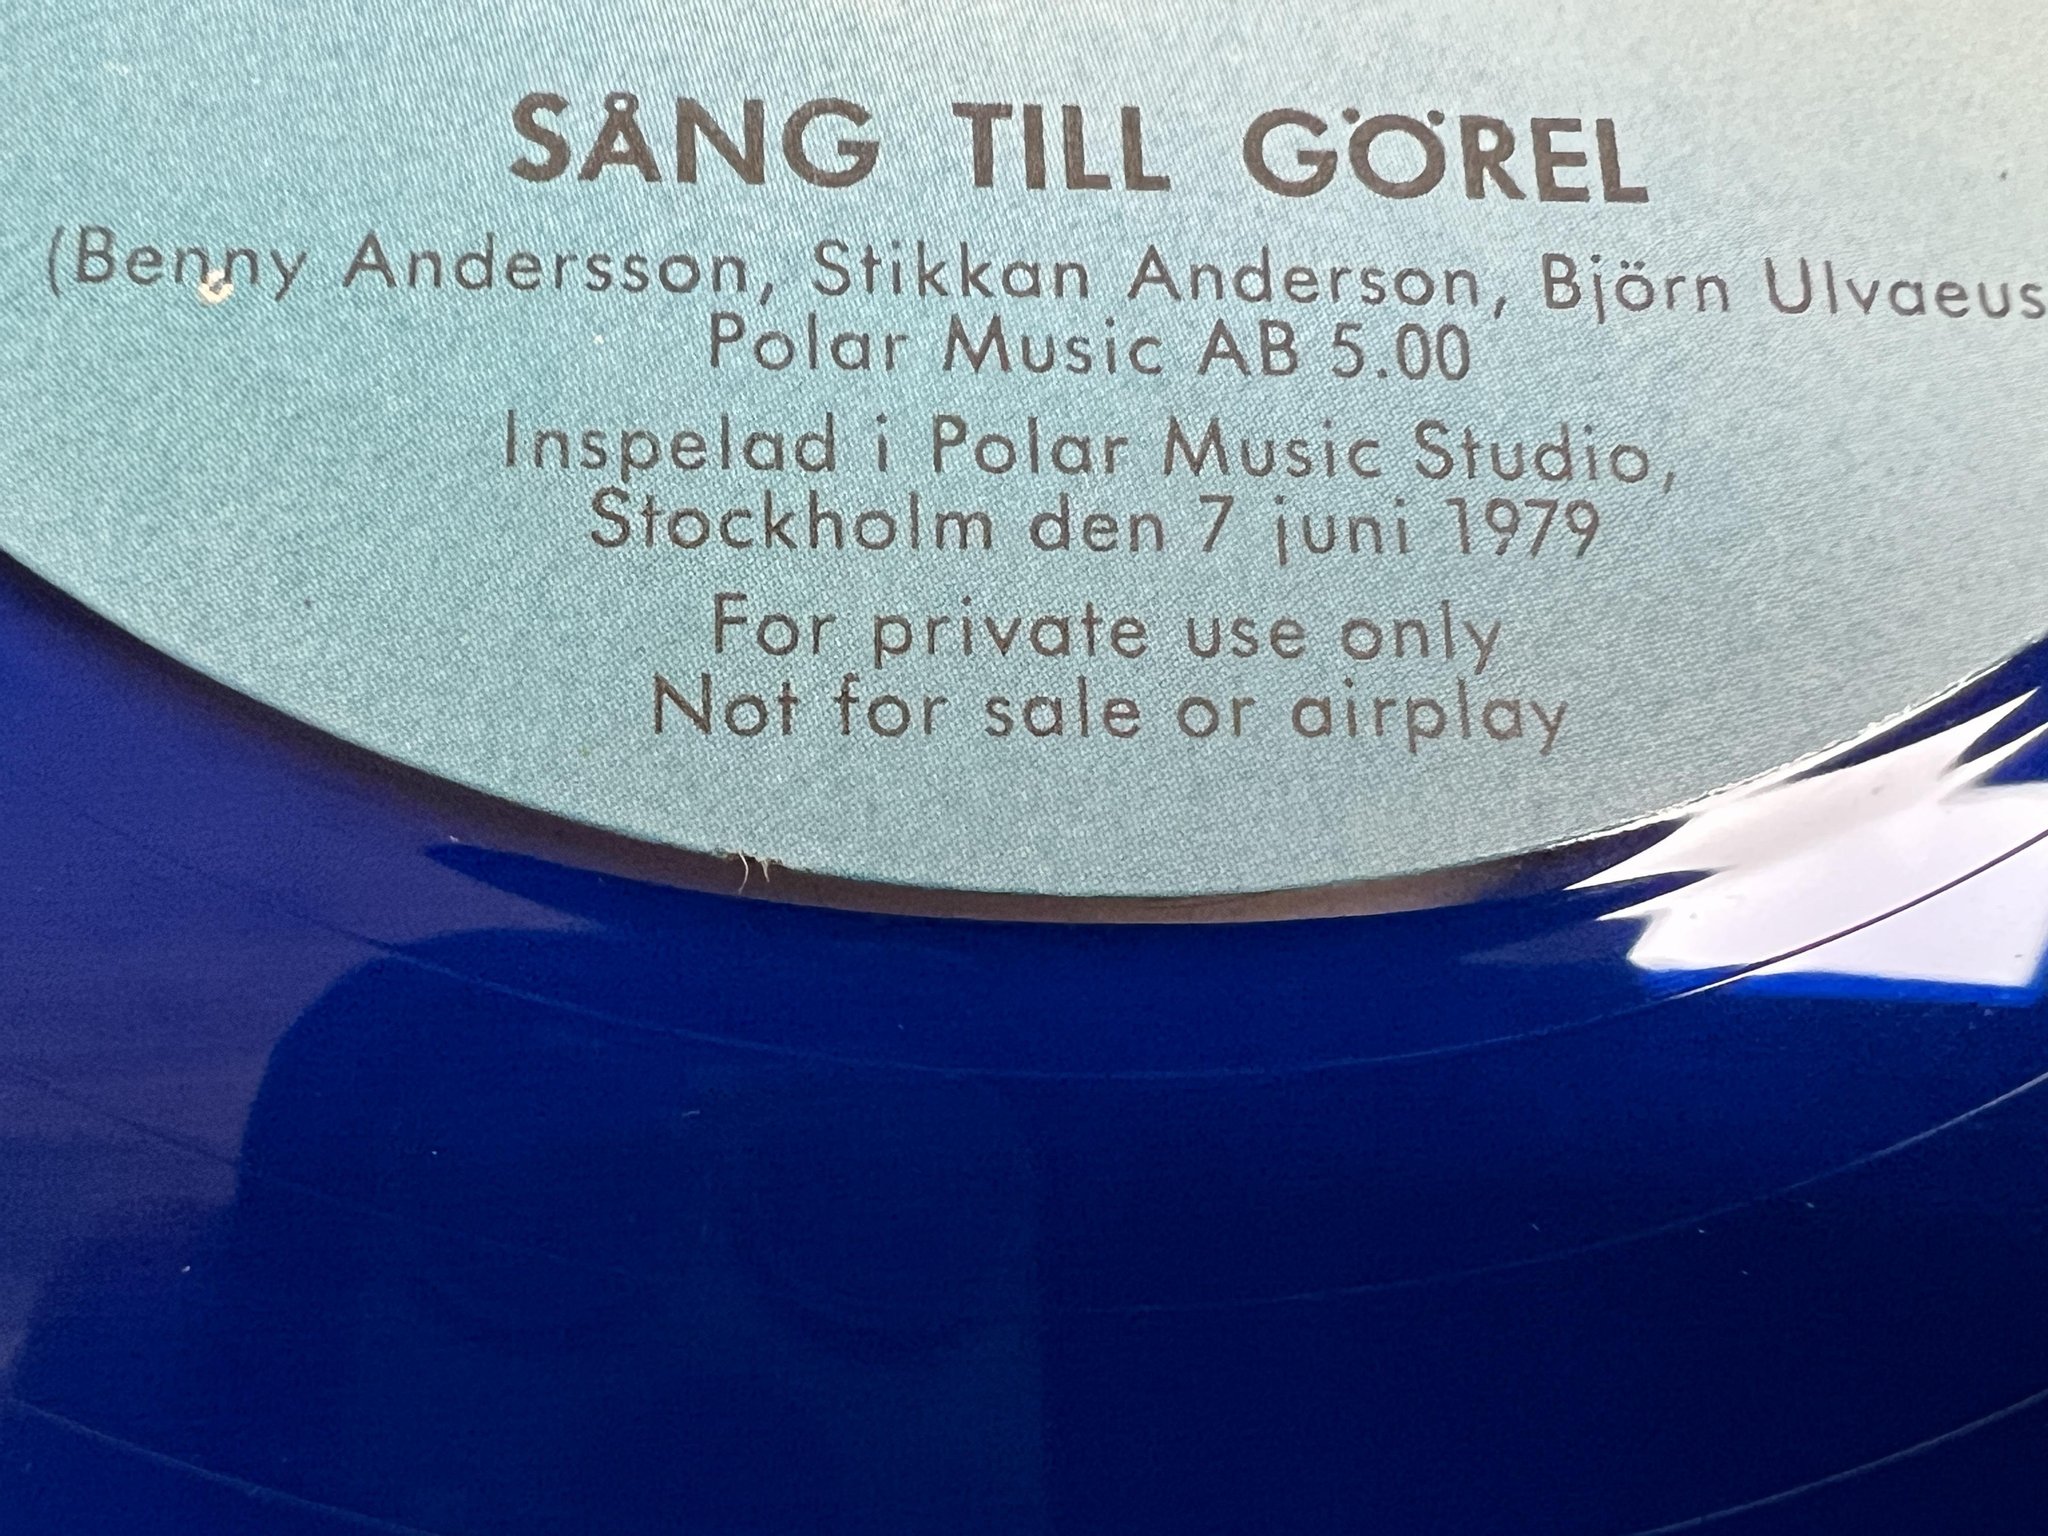 SÅNG TILL GÖREL
(Benny Andersson, Stikkan Anderson, Björn Ulvaeus
Polar Music AB 5.00
Inspelad i Polar Music Studio,
Stockholm den 7 juni 1979
For private use only
Not for sale or airplay